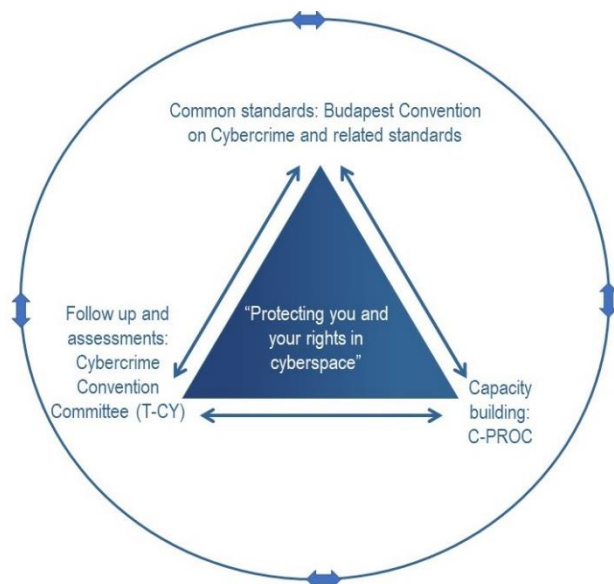 Common standards: Budapest Convention
on Cybercrime and related standards
“Protecting you and
your rights in
cyberspace”
Follow up and
assessments:
Cybercrime
Convention
Committee (T-CY)
Capacity
building:
C-PROC